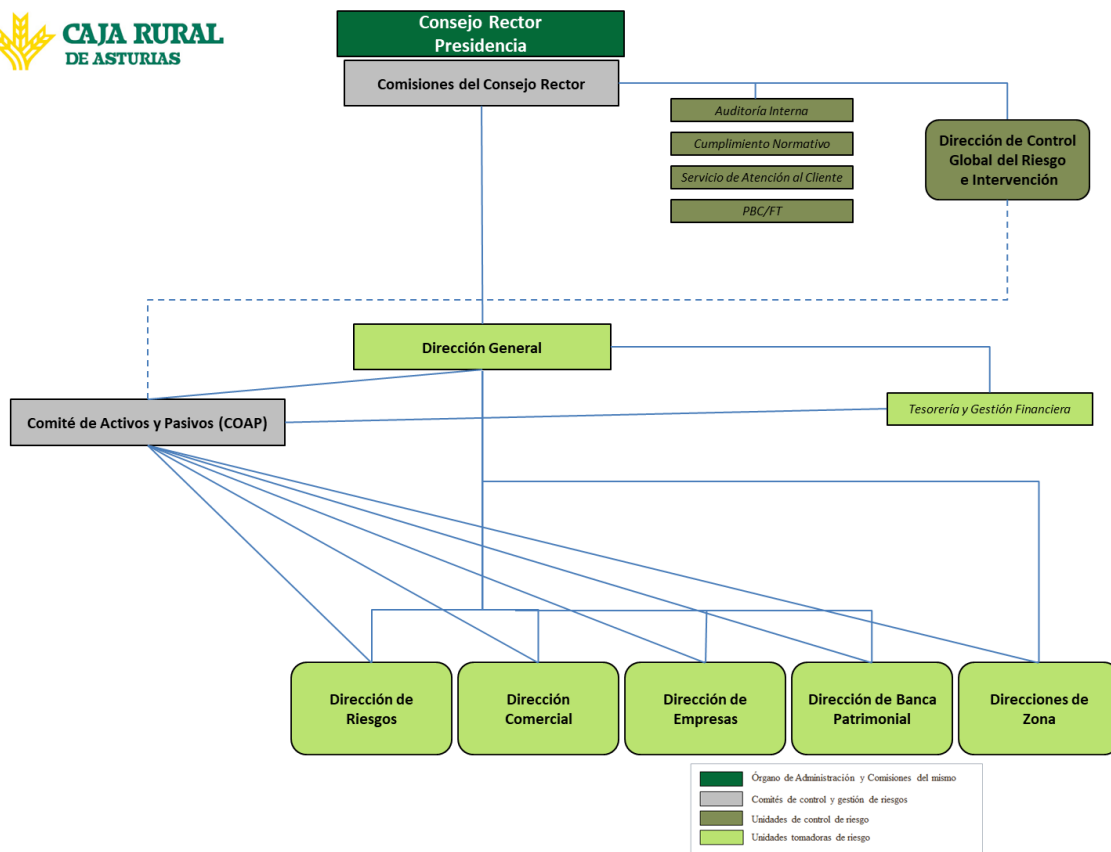 CAJA RURAL
DE ASTURIAS
Consejo Rector
Presidencia
Comisiones del Consejo Rector
Auditoría Interna
Cumplimiento Normativo
Servicio de Atención al Cliente
PBC/FT
Dirección de Control
Global del Riesgo
e Intervención
Dirección General
Comité de Activos y Pasivos (COAP)
Tesorería y Gestión Financiera
Dirección de
Riesgos
Dirección
Comercial
Dirección de
Empresas
Dirección de Banca
Patrimonial
Direcciones de
Zona
Órgano de Administración y Comisiones del mismo
Comités de control y gestión de riesgos
Unidades de control de riesgo
Unidades tomadoras de riesgo